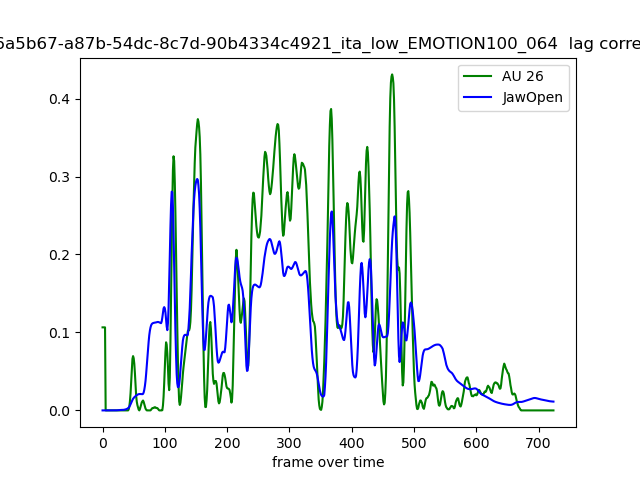 6a5b67-a87b-54dc-8c7d-90b4334c4921_ita_low_EMOTION100_064  lag corre
AU 26
JawOpen
0.4
0.3
0.2
0.1
0.0
0 100 200 300 400 500 600 700
frame over time